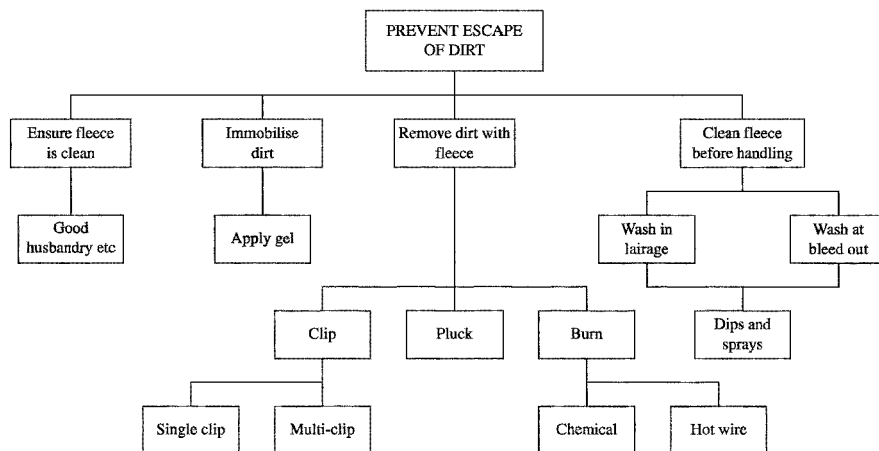 PREVENT ESCAPE
OF DIRT
Ensure fleece
is clean
Immobilise
dirt
Remove dirt with
fleece
Clean fleece
before handling
Good
husbandry etc
Apply gel
Wash in
lairage
Wash at
bleed out
Clip
Pluck
Burn
Dips and
sprays
Single clip
Multi-clip
Chemical
Hot wire